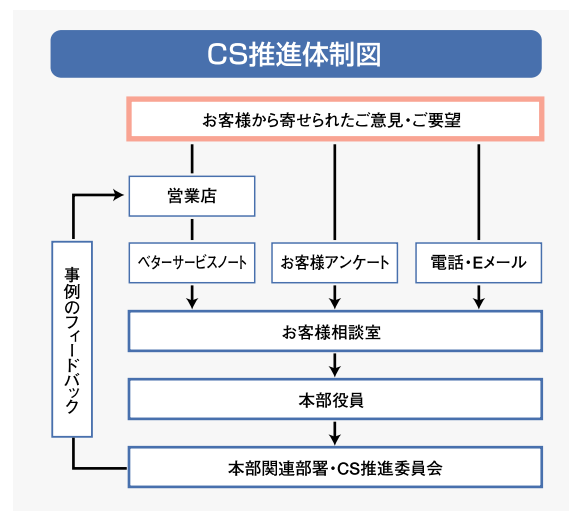 CS推進体制図
お客様から寄せられたご意見・ご要望
営業店
ベターサービスノート
お客様アンケート
電話・Eメール
事例のフィードバック
お客様相談室
本部役員
本部関連部署・CS推進委員会